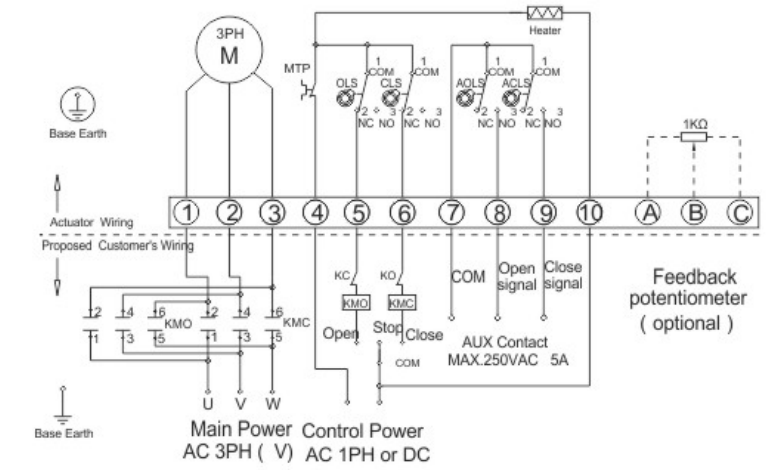 3PH
M
Heater
MTP
OLS
1
COM
CLS
1
COM
AOLS
1
COM
ACLS
1
COM
2 3
NC NO
2 3
NC NO
2 3
NC NO
2 3
NC NO
1KΩ
Base Earth
Actuator Wiring
1 2 3 4 5 6 7 8 9 10 A B C
Proposed Customer's Wiring
KC
KO
KMO
KMC
COM
Open signal
Close signal
Feedback
potentiometer
( optional )
2 4 6 KMO 2 4 6 KMC
1 3 5 1 3 5
Open
Stop
Close
COM
AUX Contact
MAX.250VAC 5A
U V W
Base Earth
Main Power
AC 3PH ( V)
Control Power
AC 1PH or DC